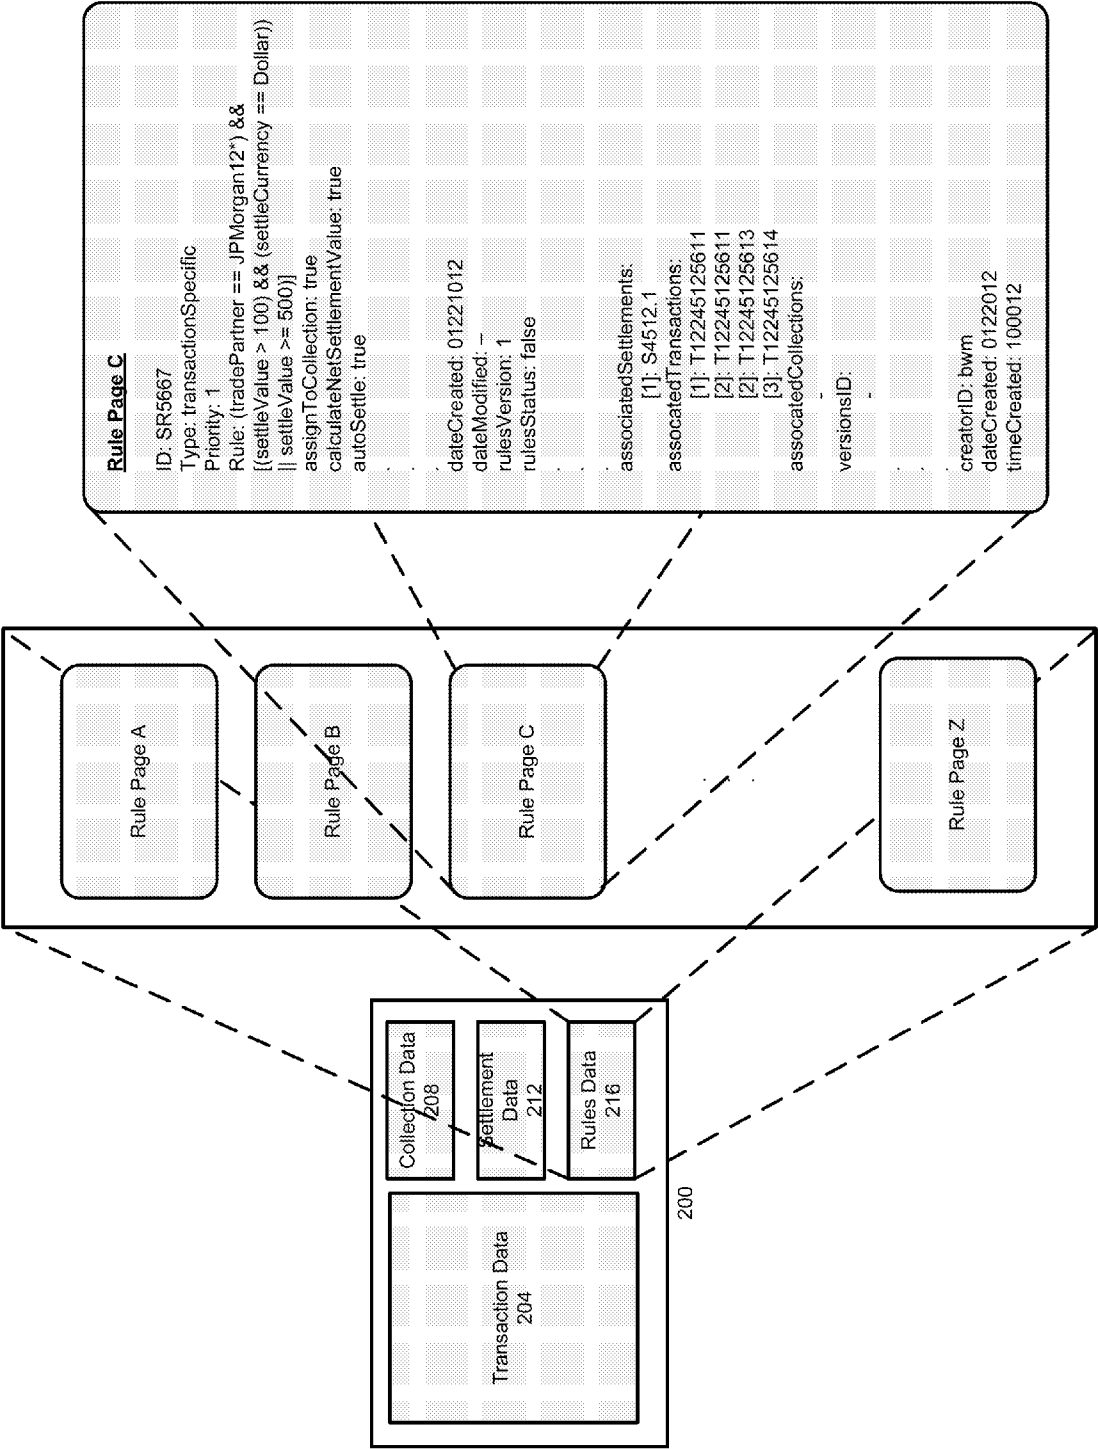 Transaction Data
204
Collection Data
208
Settlement
Data
212
Rules Data
216
200
Rule Page A
Rule Page B
Rule Page C
.
.
.
Rule Page Z
Rule Page C
ID: SR5667
Type: transactionSpecific
Priority: 1
Rule: (tradePartner == JPMorgan12*) &&
[(settleValue > 100) && (settleCurrency == Dollar))
|| settleValue >= 500)]
assignToCollection: true
calculateNetSettlementValue: true
autoSettle: true
.
.
.
dateCreated: 01221012
dateModified: –
rulesVersion: 1
rulesStatus: false
.
.
.
associatedSettlements:
[1]: S4512.1
assocatedTransactions:
[1]: T12245125611
[2]: T12245125611
[2]: T12245125613
[3]: T12245125614
assocatedCollections:
-
versionsID:
-
.
.
.
creatorID: bwm
dateCreated: 0122012
timeCreated: 100012